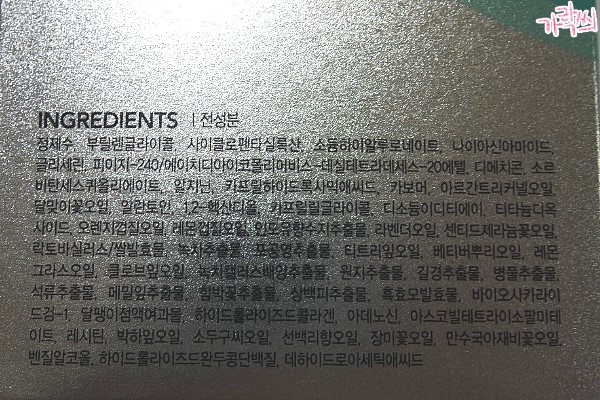 가락씨
INGREDIENTS | 전성분
정제수, 부틸렌글라이콜, 사이클로펜타실록산, 소듐하이알루로네이트, 나이아신아마이드,
글리세린, 피이지-240/에이치디아이코폴리머비스-데실테트라데세스-20에텔, 디메치콘, 소르
비탄세스퀴올리에이트, 알지닌, 카프릴하이드록사믹애씨드, 카보머, 아르간트리커넬오일,
달맞이꽃오일, 알란토인, 1,2-헥산디올, 카프릴릴글라이콜, 디소듐이디티에이, 티타늄디옥
사이드, 오렌지껍질오일, 레몬껍질오일, 인도유향수지추출물, 라벤더오일, 센티드제라늄꽃오일,
락토바실러스/쌀발효물, 녹차추출물, 포공영추출물, 티트리잎오일, 베티버뿌리오일, 레몬
그라스오일, 클로브잎오일, 녹차캘러스배양추출물, 원지추출물, 길경추출물, 병풀추출물,
석류추출물, 메밀잎추출물, 함박꽃추출물, 상백피추출물, 흑효모발효물, 바이오사카라이
드검-1, 달팽이점액여과물, 하이드롤라이즈드콜라겐, 아데노신, 아스코빌테트라이소팔미테
이트, 레시틴, 박하잎오일, 소두구씨오일, 선백리향오일, 장미꽃오일, 만수국아재비꽃오일,
벤질알코올, 하이드롤라이즈드완두콩단백질, 데하이드로아세틱애씨드